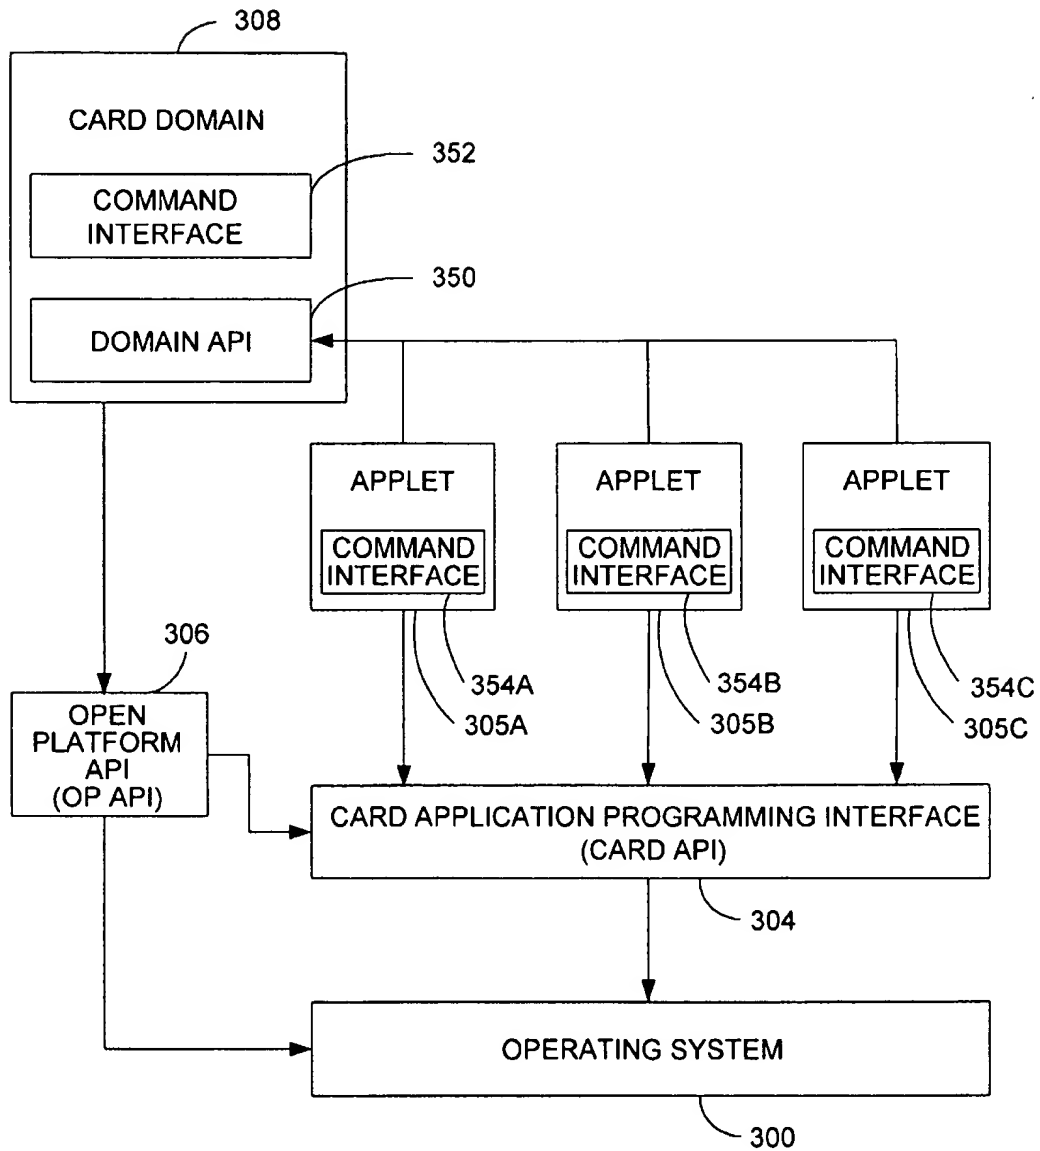 308
CARD DOMAIN
352
COMMAND
INTERFACE
350
DOMAIN API
APPLET
COMMAND
INTERFACE
APPLET
COMMAND
INTERFACE
APPLET
COMMAND
INTERFACE
306
354A
305A
354B
305B
354C
305C
OPEN
PLATFORM
API
(OP API)
CARD APPLICATION PROGRAMMING INTERFACE
(CARD API)
304
OPERATING SYSTEM
300